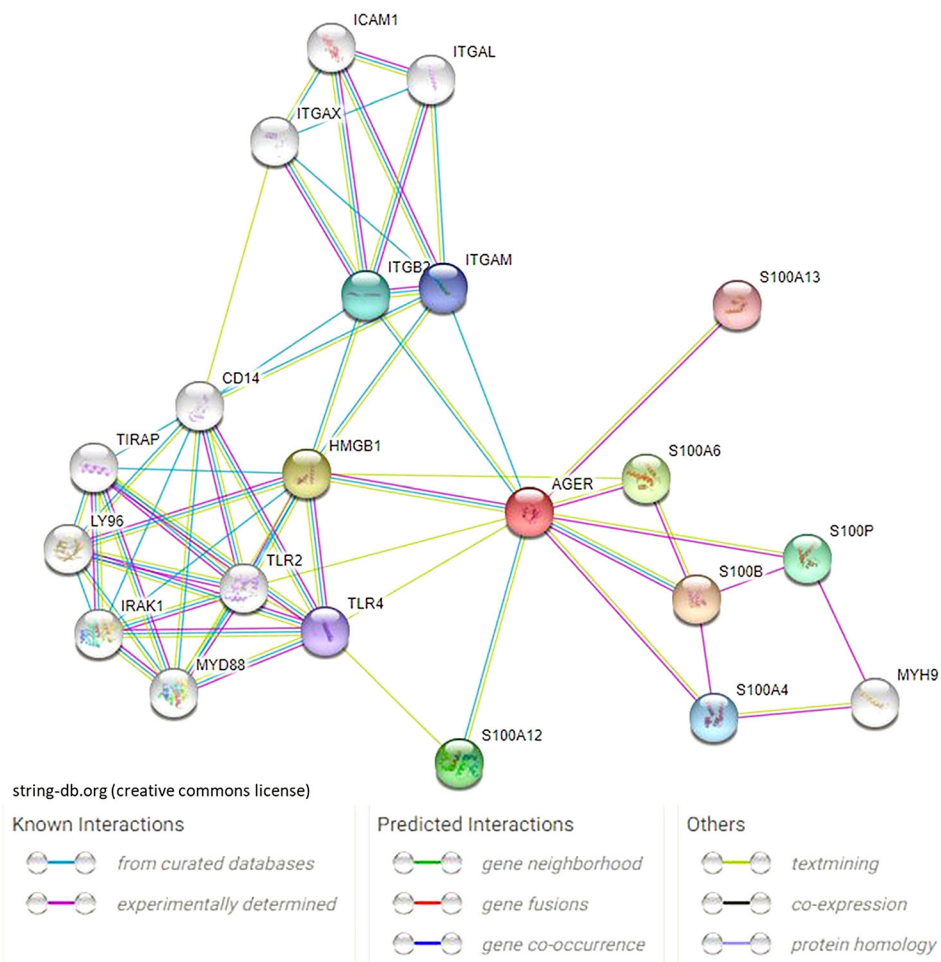 ICAM1
ITGAL
ITGAX
ITGB2
ITGAM
S100A13
CD14
TIRAP
HMGB1
AGER
S100A6
LY96
TLR2
S100P
S100B
IRAK1
TLR4
MYD88
MYH9
S100A4
S100A12
string-db.org (creative commons license)
Known Interactions
from curated databases
experimentally determined
Predicted Interactions
gene neighborhood
gene fusions
gene co-occurrence
Others
textmining
co-expression
protein homology